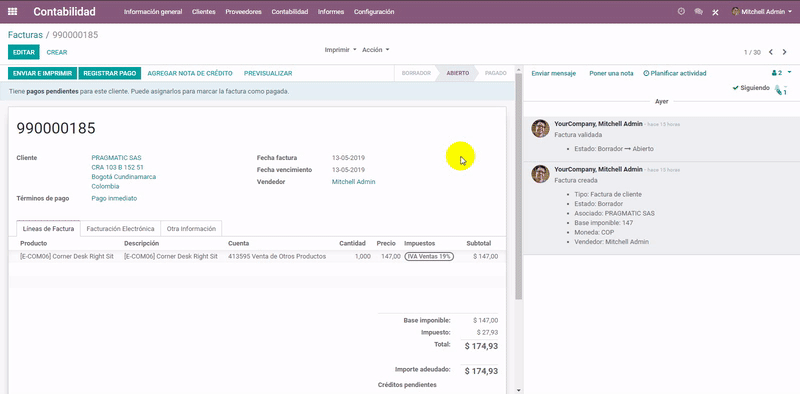 Contabilidad Información general Clientes Proveedores Contabilidad Informes Configuración Mitchell Admin
Facturas / 990000185
EDITAR CREAR Imprimir Acción 1 / 30
ENVIAR E IMPRIMIR REGISTRAR PAGO AGREGAR NOTA DE CRÉDITO PREVISUALIZAR BORRADOR ABIERTO PAGADO
Tiene pagos pendientes para este cliente. Puede asignarlos para marcar la factura como pagada.
990000185
Cliente PRAGMATIC SAS
CRA 103 B 152 51
Bogotá Cundinamarca
Colombia
Términos de pago Pago inmediato
Fecha factura 13-05-2019
Fecha vencimiento 13-05-2019
Vendedor Mitchell Admin
Líneas de Factura Facturación Electrónica Otra Información
Producto Descripción Cuenta Cantidad Precio Impuestos Subtotal
[E-COM06] Corner Desk Right Sit [E-COM06] Corner Desk Right Sit 413595 Venta de Otros Productos 1,000 147,00 IVA Ventas 19% $ 147,00
Base imponible: $ 147,00
Impuesto: $ 27,93
Total: $ 174,93
Importe adeudado: $ 174,93
Créditos pendientes
Enviar mensaje Poner una nota Planificar actividad 2
Siguiendo 1
Ayer
YourCompany, Mitchell Admin - hace 15 horas
Factura validada
• Estado: Borrador → Abierto
YourCompany, Mitchell Admin - hace 15 horas
Factura creada
• Tipo: Factura de cliente
• Estado: Borrador
• Asociado: PRAGMATIC SAS
• Base imponible: 147
• Moneda: COP
• Vendedor: Mitchell Admin